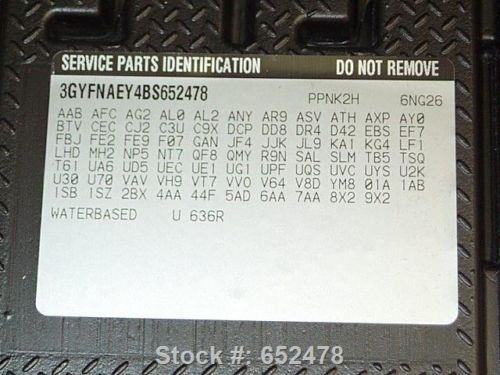 SERVICE PARTS IDENTIFICATION DO NOT REMOVE
3GYFNAEY4BS652478 PPNK2H 6NG26
AAB AFC AG2 AL0 AL2 ANY AR9 ASV ATH AXP AY0
BTV CEC CJ2 C3U C9X DCP DD8 DR4 D42 EBS EF7
FBJ FE2 FE9 F07 GAN JF4 JJK JL9 KA1 KG4 LF1
LHD MH2 NP5 NT7 QF8 QMY R9N SAL SLM TB5 TSQ
T61 UA6 UD5 UEC UE1 UG1 UPF UQS UVC UYS U2K
U30 U70 VAV VH9 VT7 VV0 V64 V8D YM8 01A 1AB
1SB 1SZ 2BX 4AA 44F 5AD 6AA 7AA 8X2 9X2
WATERBASED U 636R
Stock #: 652478